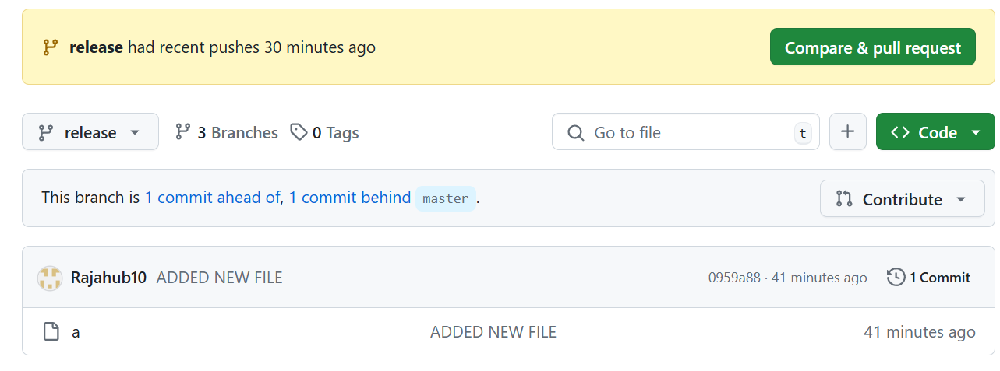 release had recent pushes 30 minutes ago
Compare & pull request
release
3 Branches
0 Tags
Go to file
t
Code
This branch is 1 commit ahead of, 1 commit behind master.
Contribute
Rajahub10 ADDED NEW FILE
0959a88 · 41 minutes ago
1 Commit
a
ADDED NEW FILE
41 minutes ago